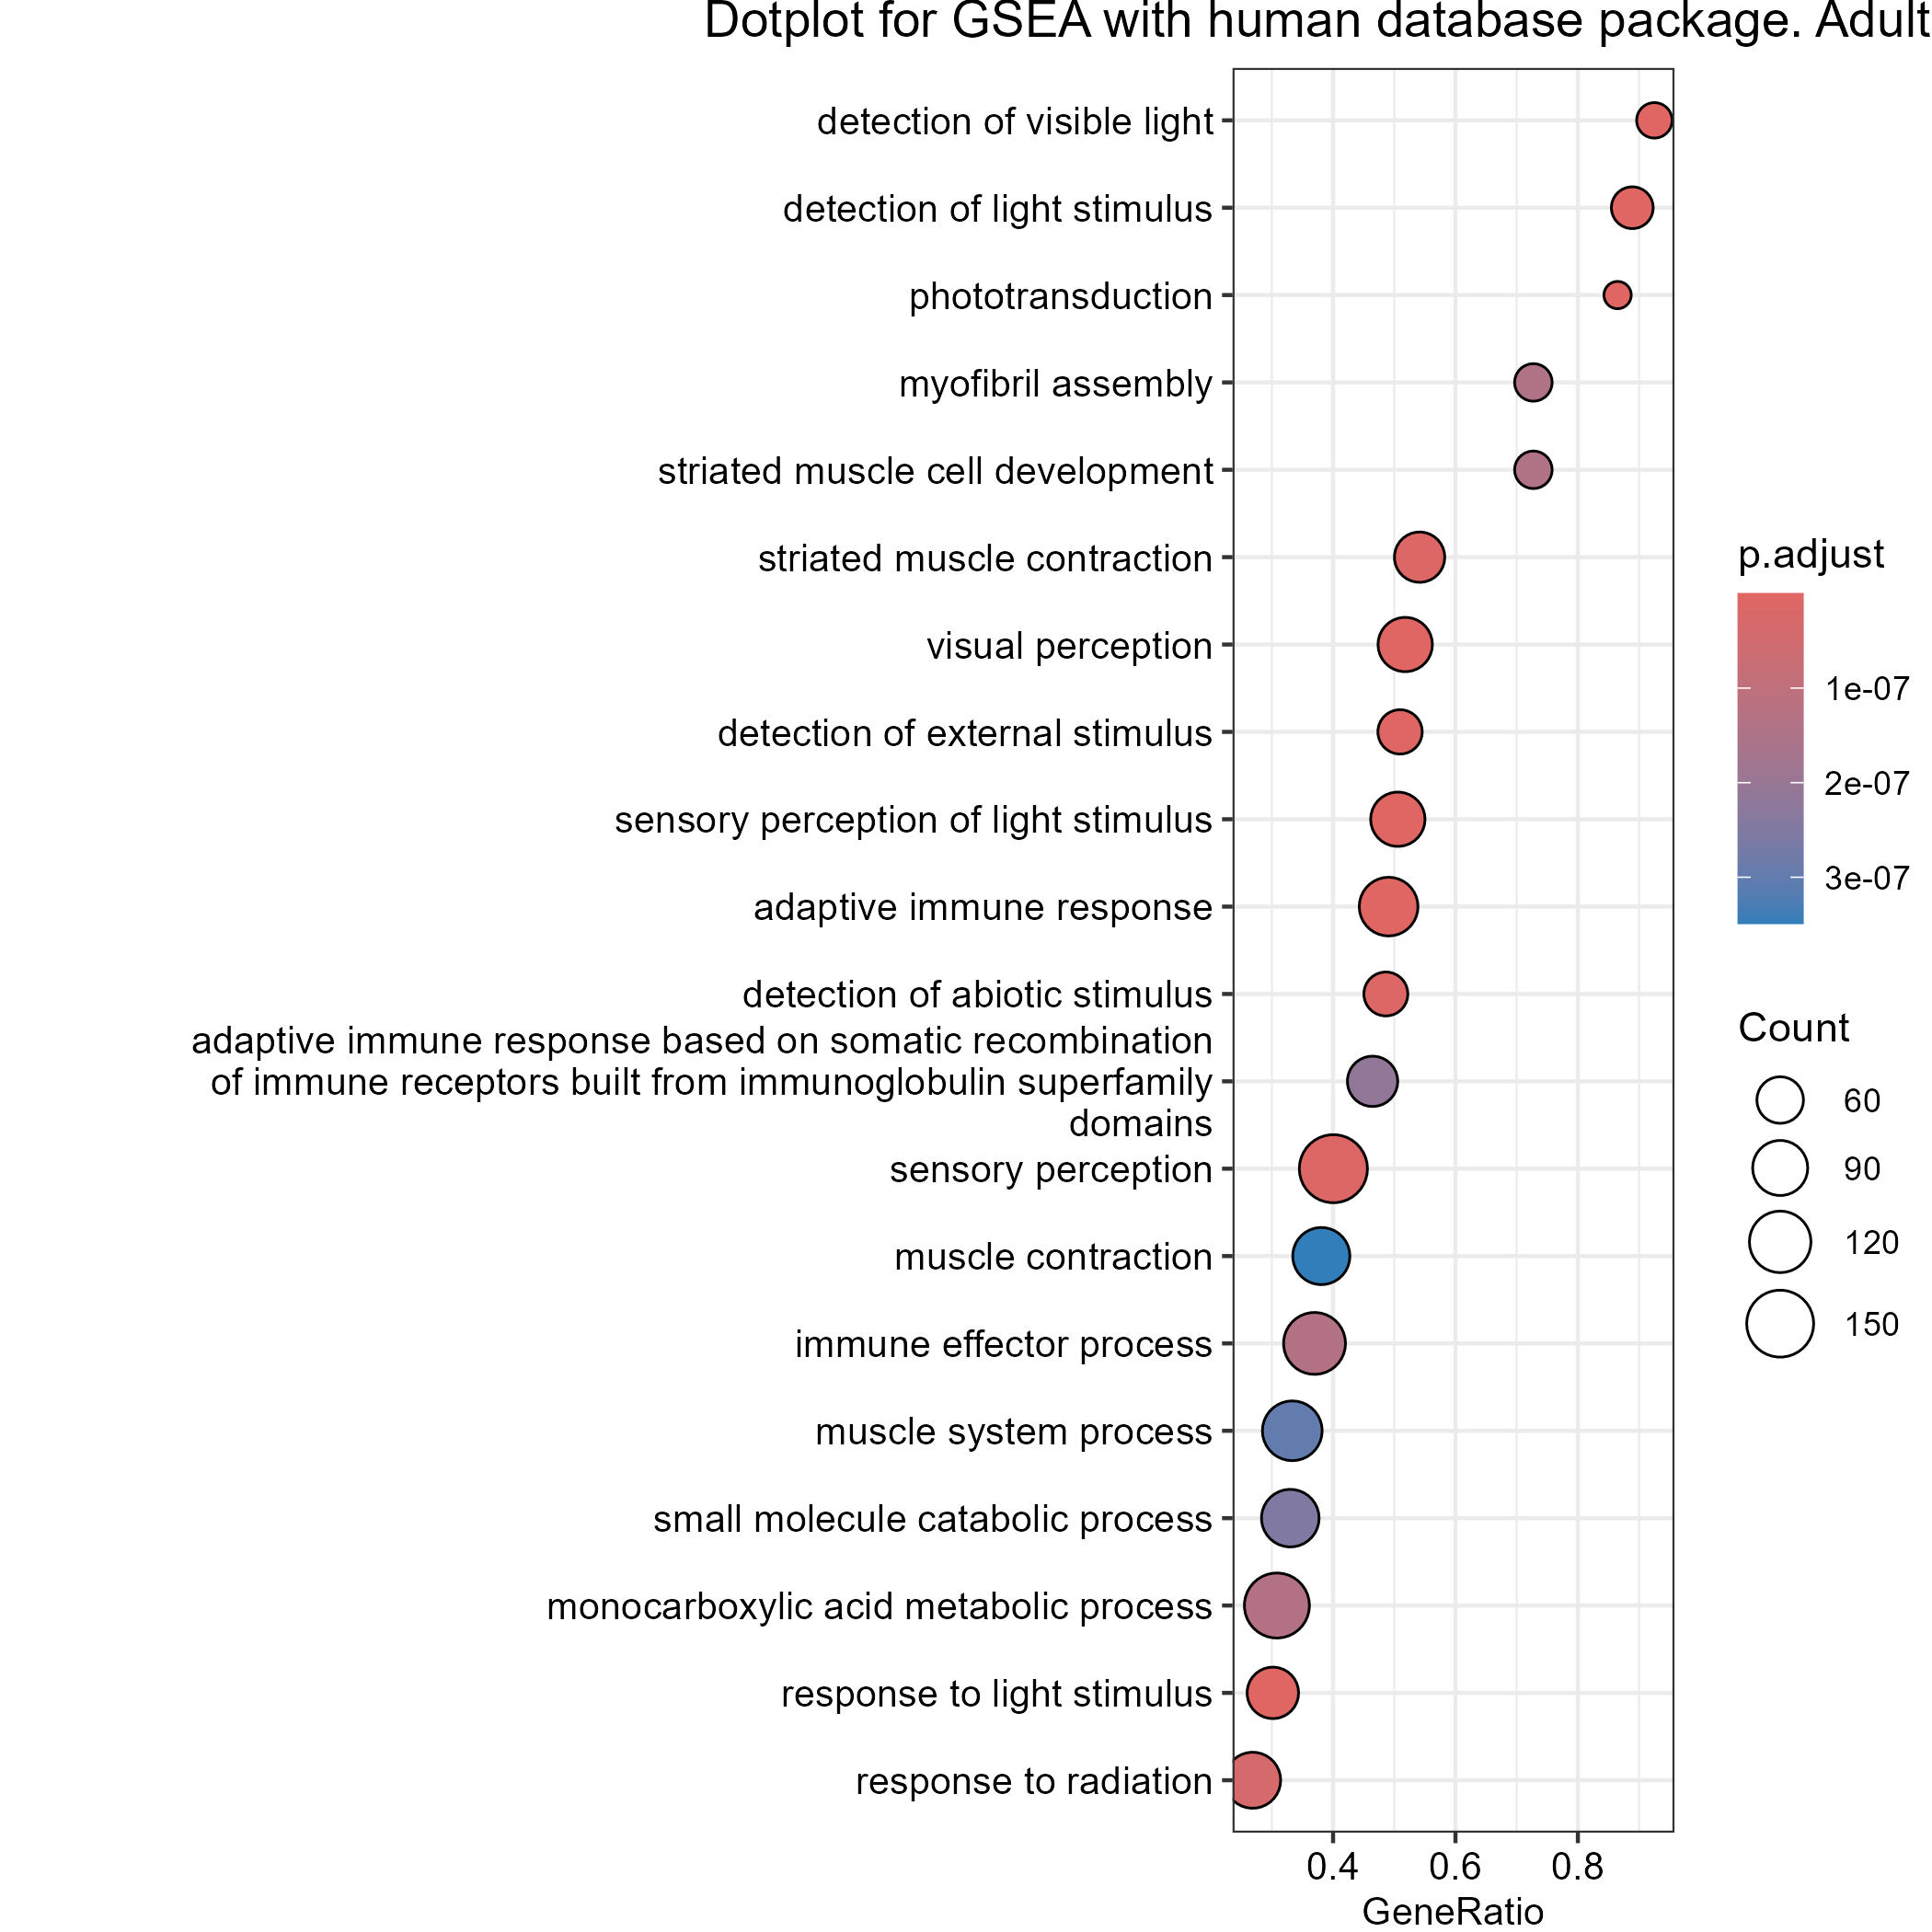 Dotplot for GSEA with human database package. Adult
detection of visible light
detection of light stimulus
phototransduction
myofibril assembly
striated muscle cell development
striated muscle contraction
visual perception
detection of external stimulus
sensory perception of light stimulus
adaptive immune response
detection of abiotic stimulus
adaptive immune response based on somatic recombination
of immune receptors built from immunoglobulin superfamily
domains
sensory perception
muscle contraction
immune effector process
muscle system process
small molecule catabolic process
monocarboxylic acid metabolic process
response to light stimulus
response to radiation
0.4 0.6 0.8
GeneRatio
p.adjust
1e-07
2e-07
3e-07
Count
60
90
120
150